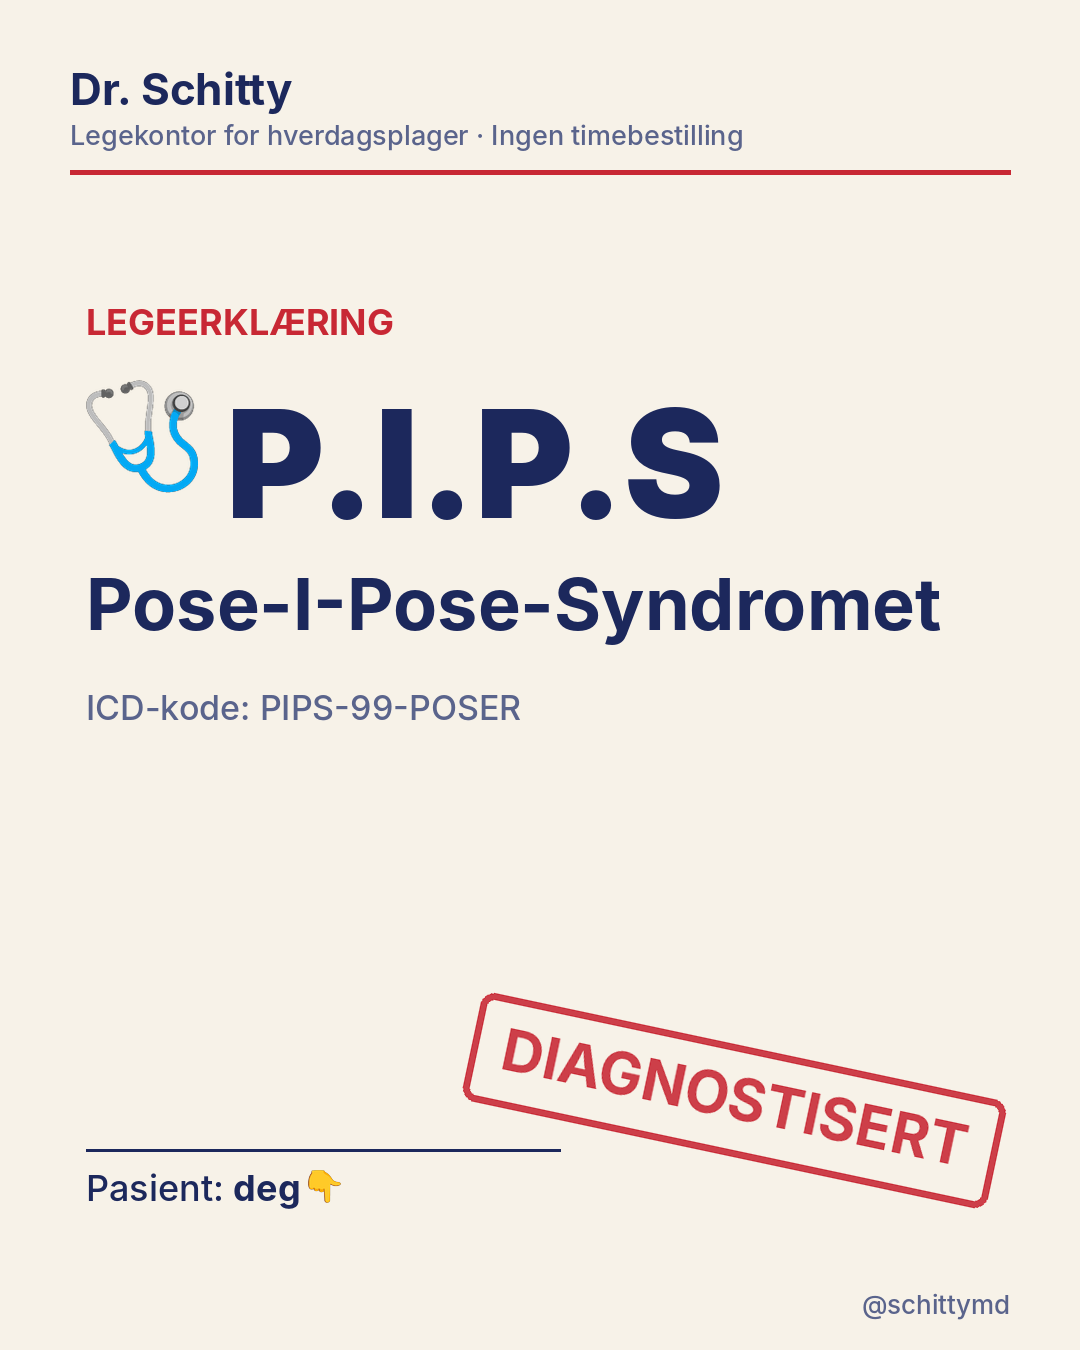 Dr. Schitty
Legekontor for hverdagsplager · Ingen timebestilling
LEGEERKLÆRING
P.I.P.S
Pose-I-Pose-Syndromet
ICD-kode: PIPS-99-POSER
DIAGNOSTISERT
Pasient: deg👇
@schittymd